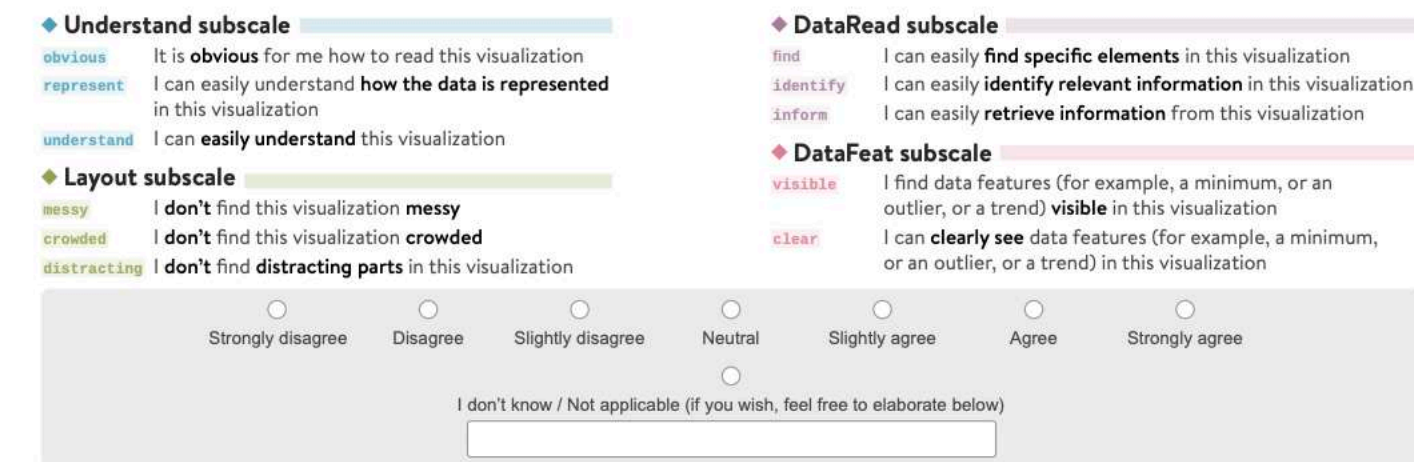 Understand subscale
obvious It is obvious for me how to read this visualization
represent I can easily understand how the data is represented
in this visualization
understand I can easily understand this visualization
Layout subscale
messy I don't find this visualization messy
crowded I don't find this visualization crowded
distracting I don't find distracting parts in this visualization
DataRead subscale
find I can easily find specific elements in this visualization
identify I can easily identify relevant information in this visualization
inform I can easily retrieve information from this visualization
DataFeat subscale
visible I find data features (for example, a minimum, or an
outlier, or a trend) visible in this visualization
clear I can clearly see data features (for example, a minimum,
or an outlier, or a trend) in this visualization
Strongly disagree Disagree Slightly disagree Neutral Slightly agree Agree Strongly agree
I don't know / Not applicable (if you wish, feel free to elaborate below)